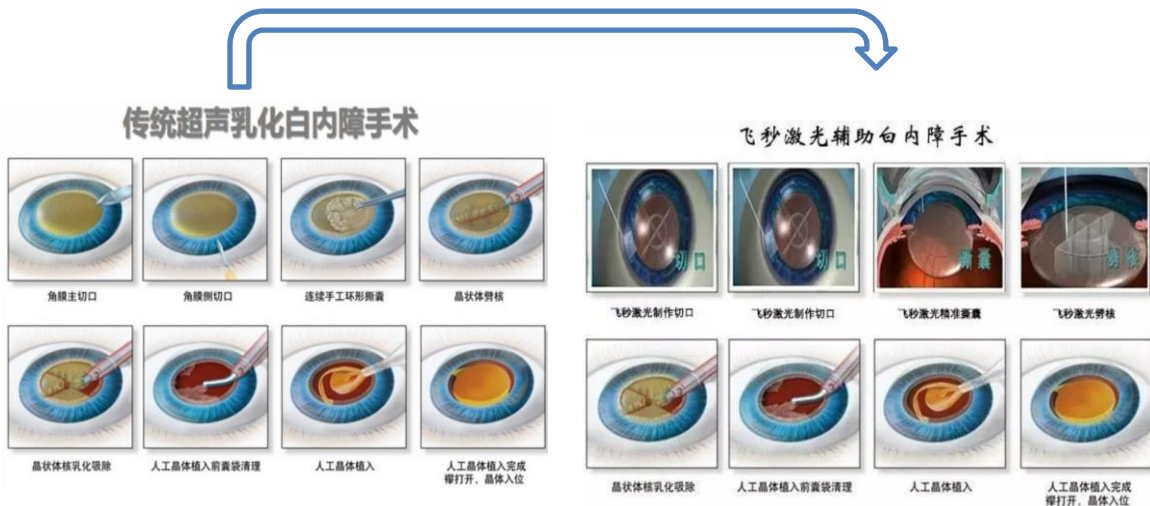 传统超声乳化白内障手术
角膜主切口
角膜侧切口
连续手工环形撕囊
晶状体劈核
晶状体核乳化吸除
人工晶体植入前囊袋清理
人工晶体植入
人工晶体植入完成
襻打开，晶体入位
飞秒激光辅助白内障手术
切口
切口
撕囊
劈核
飞秒激光制作切口
飞秒激光制作切口
飞秒激光精准撕囊
飞秒激光劈核
晶状体核乳化吸除
人工晶体植入前囊袋清理
人工晶体植入
人工晶体植入完成
襻打开，晶体入位